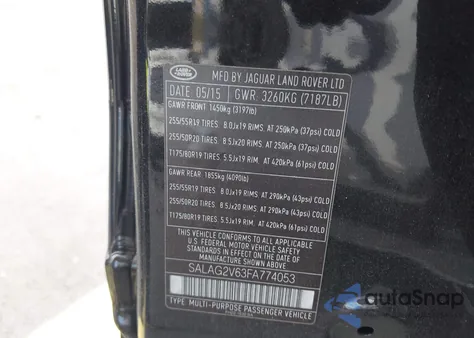 LAND ROVER
MFD BY JAGUAR LAND ROVER LTD
DATE 05/15 GWR: 3260KG (7187LB)
GAWR FRONT 1450kg (3197lb)
255/55R19 TIRES 8.0Jx19 RIMS. AT 250kPa (37psi) COLD
255/50R20 TIRES 8.5Jx20 RIMS. AT 250kPa (37psi) COLD
T175/80R19 TIRES 5.5Jx19 RIM. AT 420kPa (61psi) COLD
GAWR REAR 1855kg (4090lb)
255/55R19 TIRES 8.0Jx19 RIMS. AT 290kPa (43psi) COLD
255/50R20 TIRES 8.5Jx20 RIMS. AT 290kPa (43psi) COLD
T175/80R19 TIRES 5.5Jx19 RIM. AT 420kPa (61psi) COLD
THIS VEHICLE CONFORMS TO ALL APPLICABLE
U.S. FEDERAL MOTOR VEHICLE SAFETY
STANDARDS IN EFFECT ON THE DATE OF
MANUFACTURE SHOWN ABOVE
SALAG2V63FA774053
TYPE: MULTI-PURPOSE PASSENGER VEHICLE
autoSnap